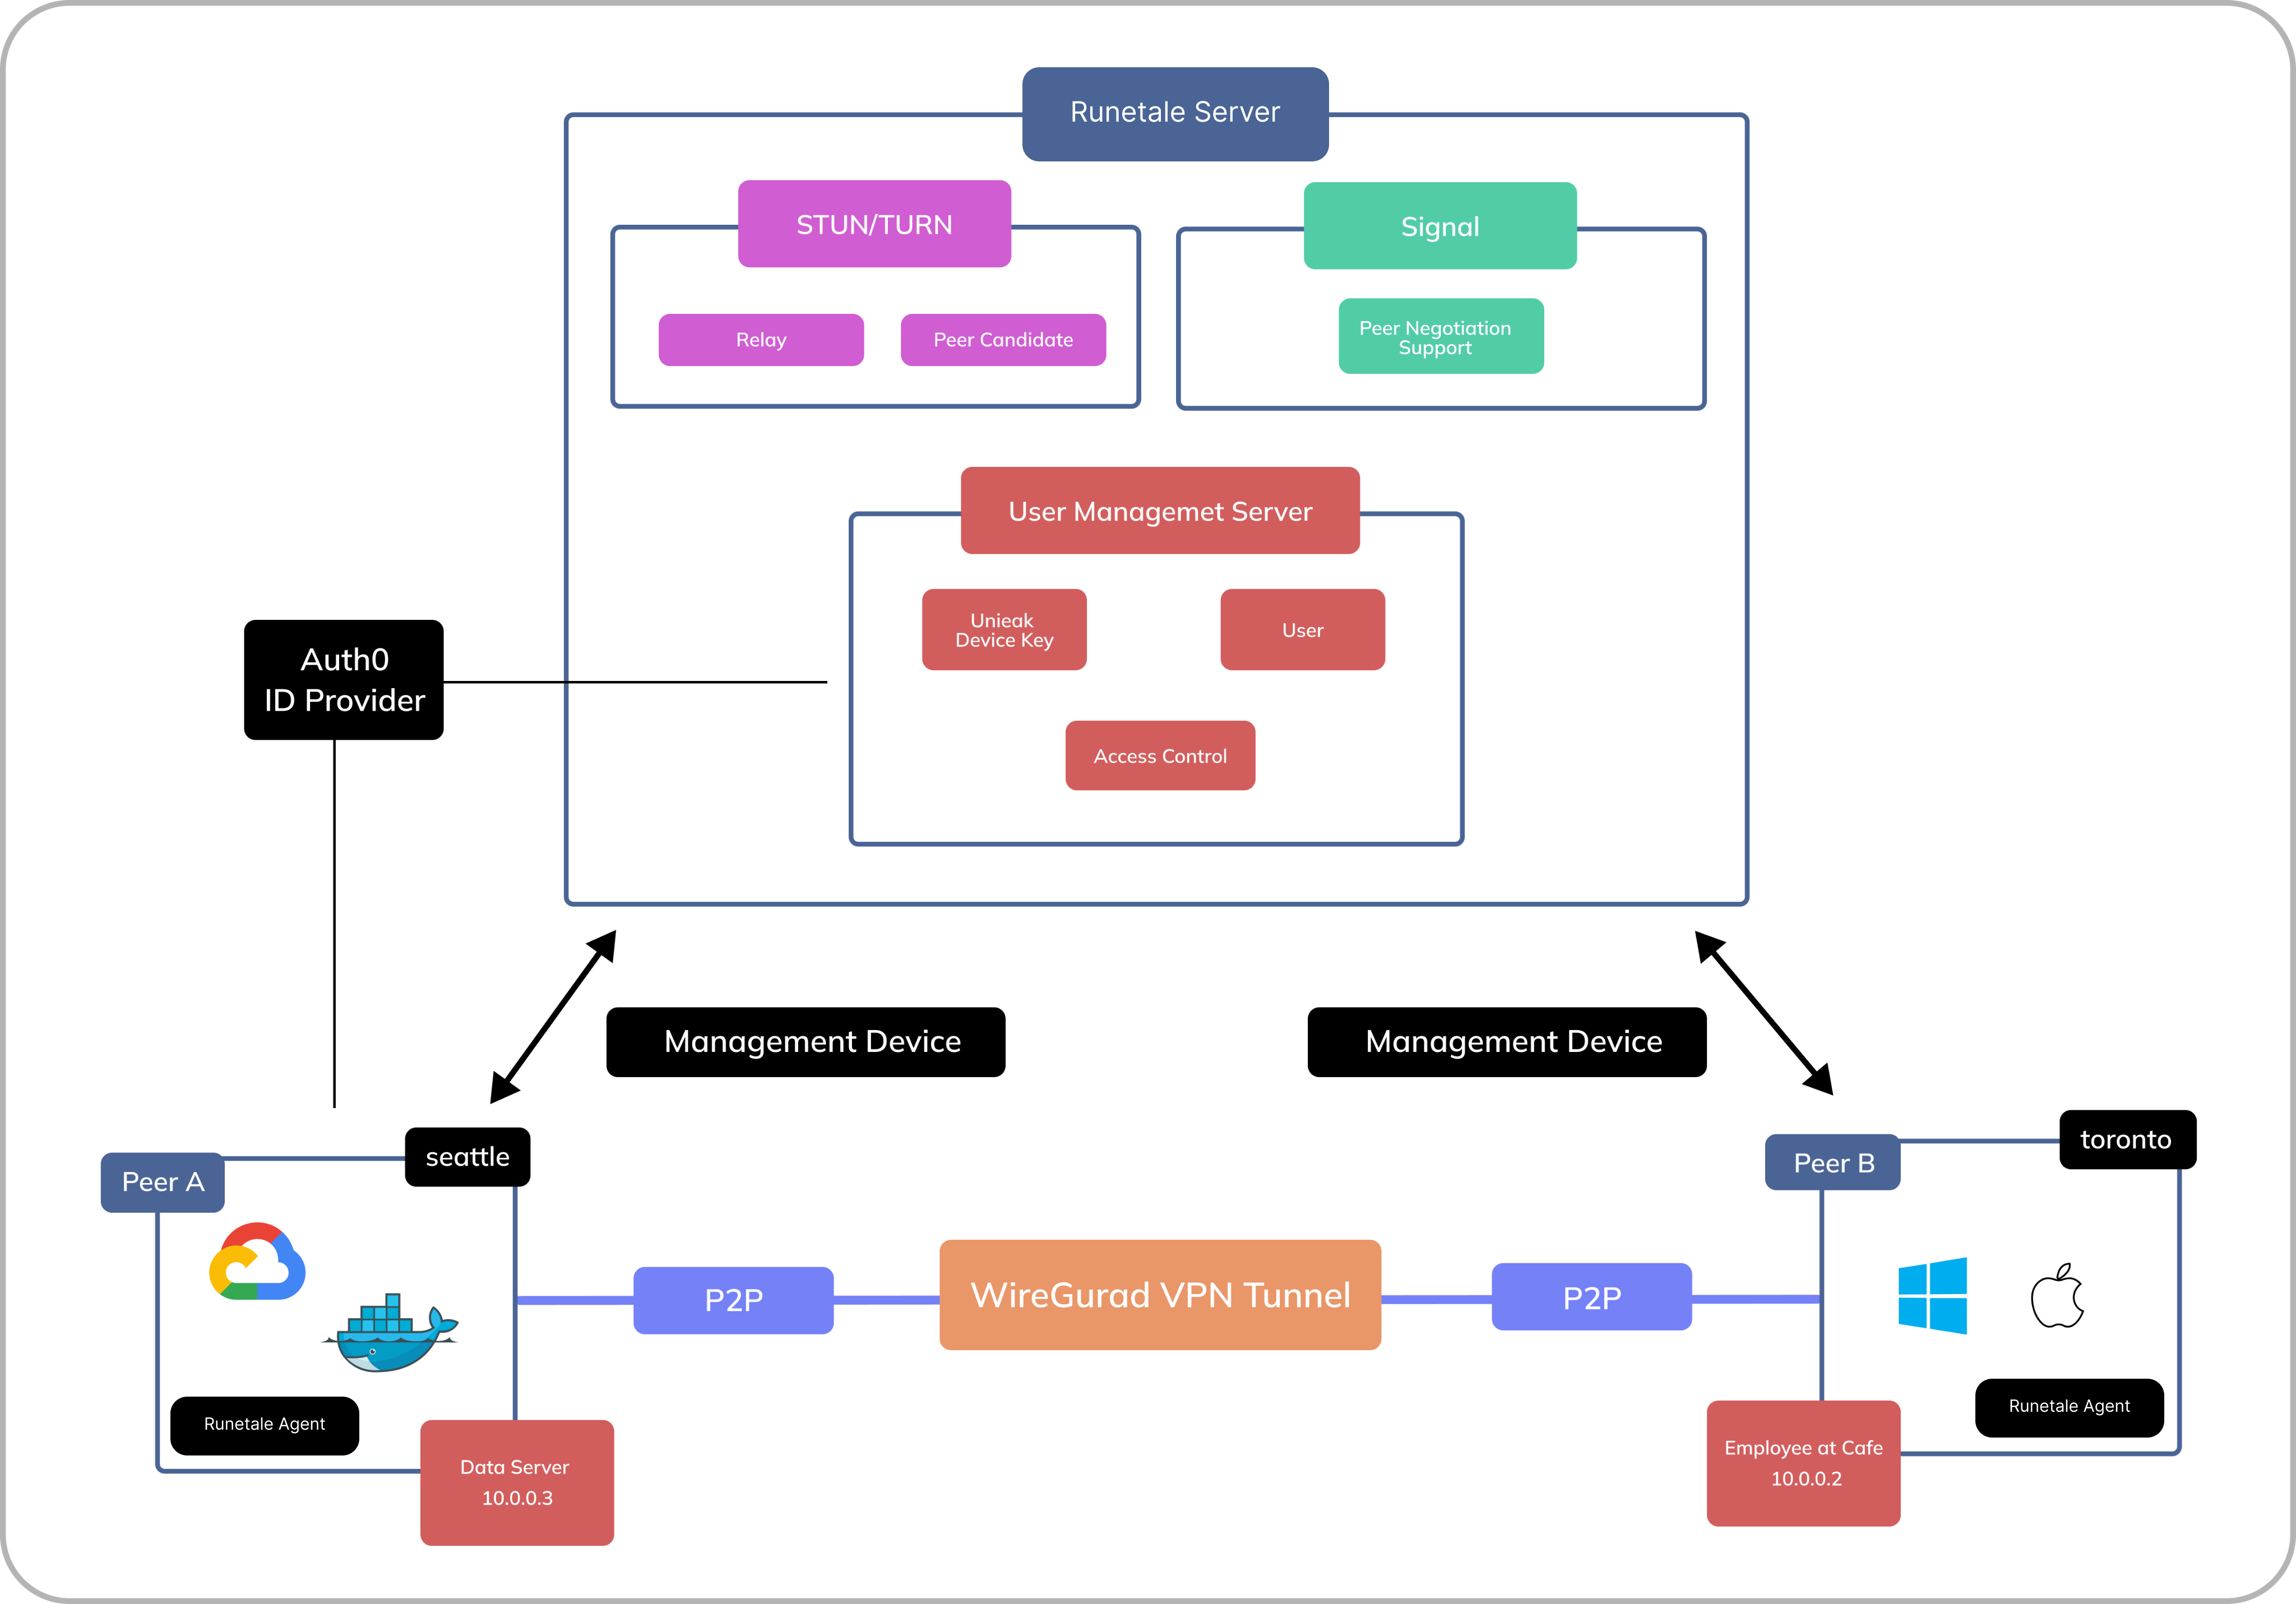 Runetale Server
STUN/TURN
Signal
Relay
Peer Candidate
Peer Negotiation
Support
User Managemet Server
Unieak
Device Key
User
Access Control
Auth0
ID Provider
Management Device
Management Device
Peer A
seattle
Peer B
toronto
P2P
WireGurad VPN Tunnel
P2P
Runetale Agent
Runetale Agent
Data Server
10.0.0.3
Employee at Cafe
10.0.0.2